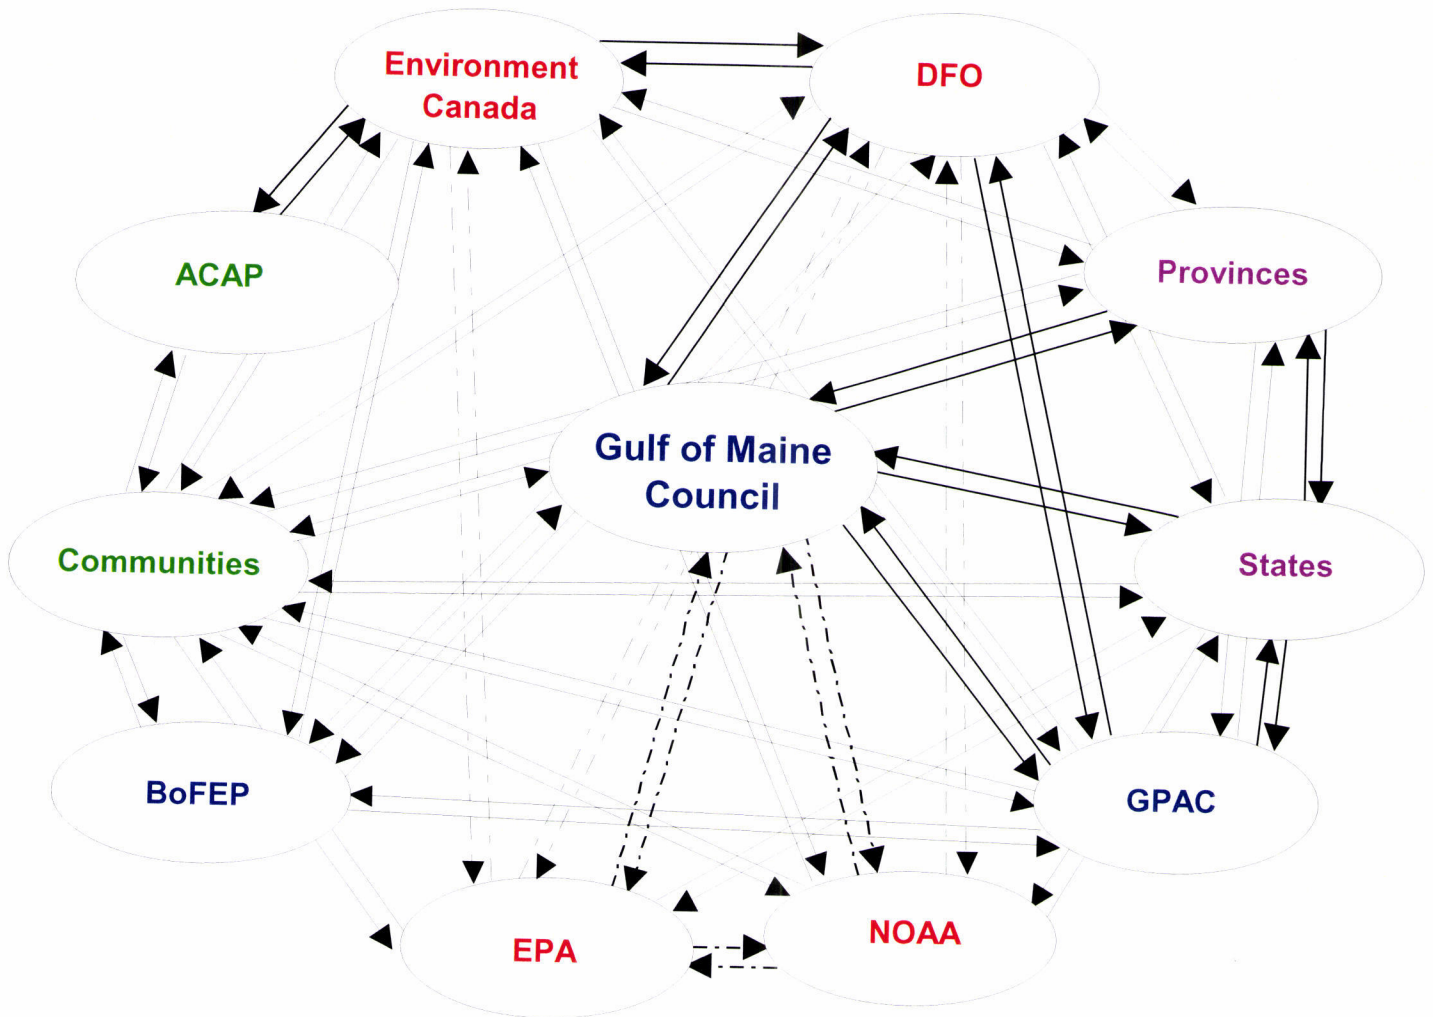 Environment
Canada
DFO
ACAP
Provinces
Gulf of Maine
Council
Communities
States
BoFEP
GPAC
EPA
NOAA